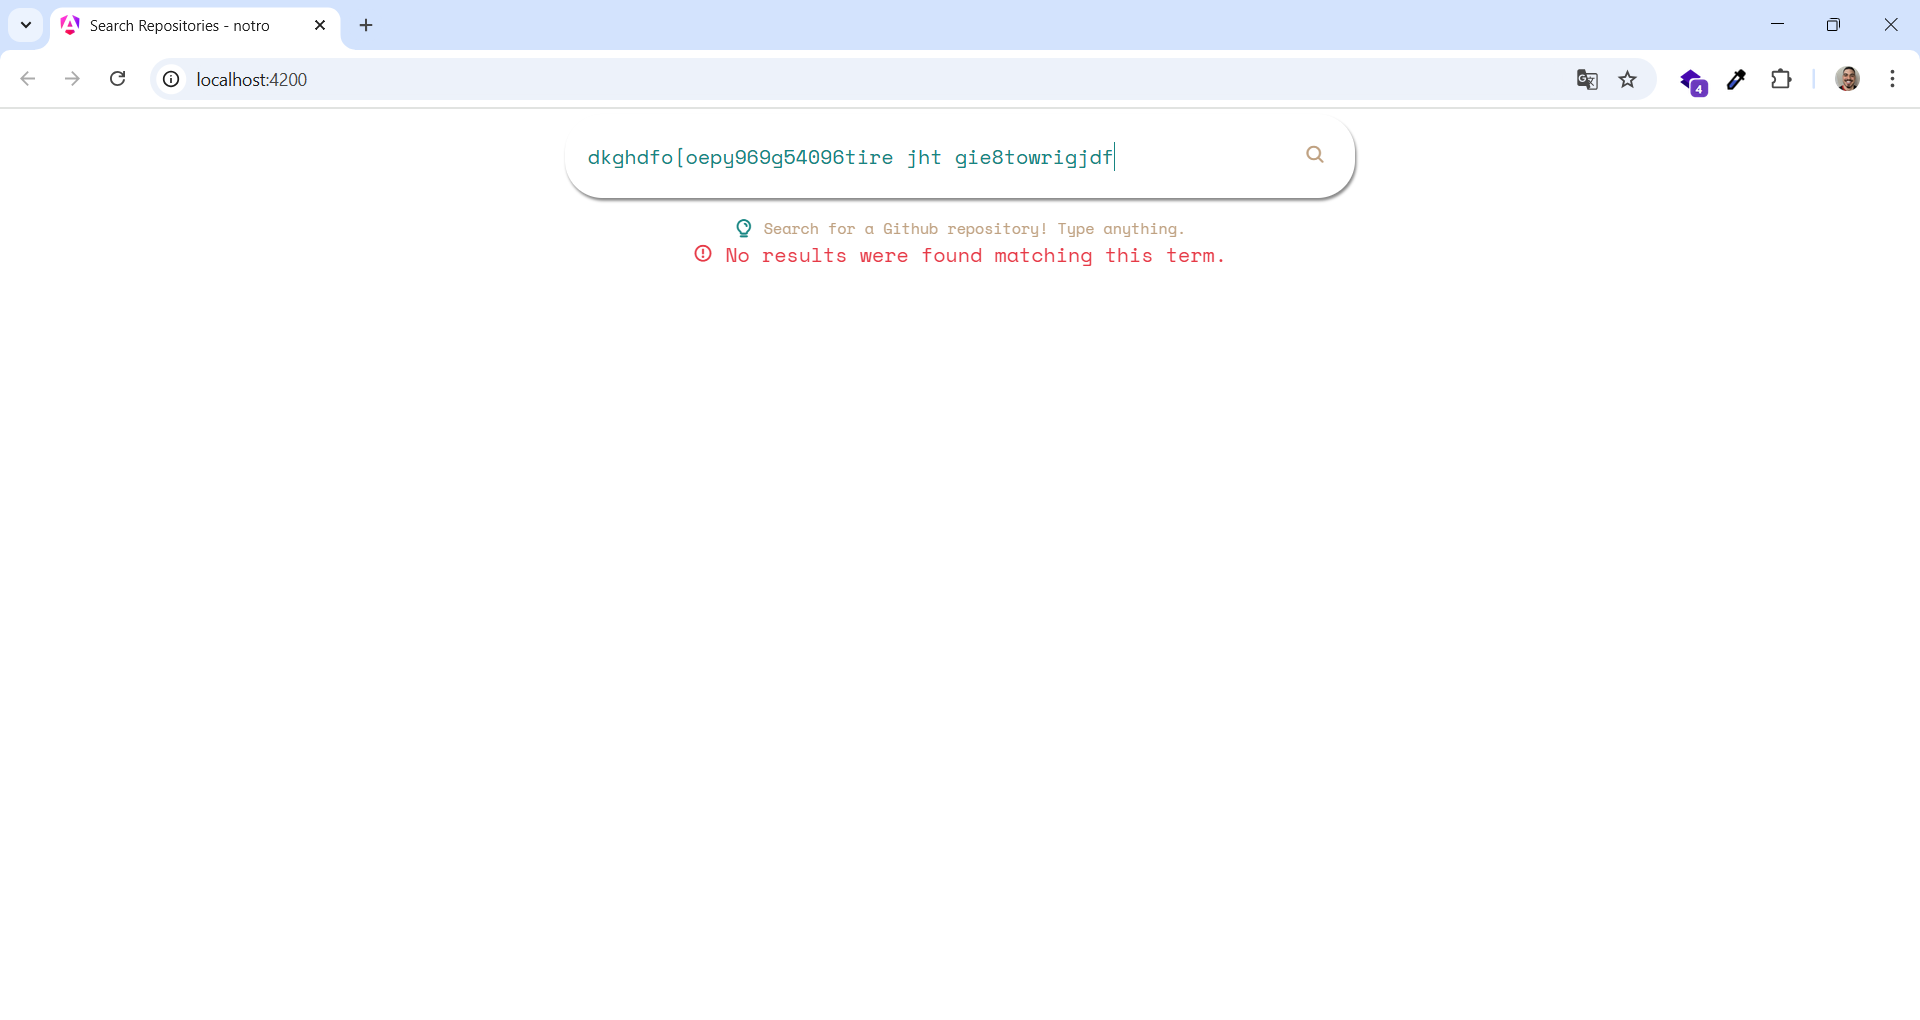 Search Repositories - notro
localhost:4200
4
dkghdfo[oepy969g54096tire jht gie8towrigjdf
Search for a Github repository! Type anything.
No results were found matching this term.